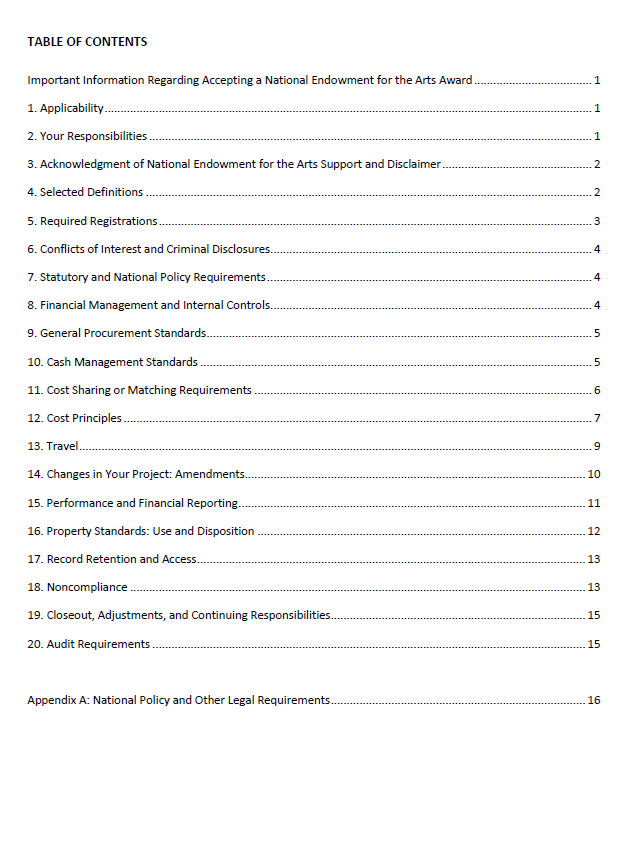 TABLE OF CONTENTS
Important Information Regarding Accepting a National Endowment for the Arts Award ........................................ 1
1. Applicability ........................................ 1
2. Your Responsibilities ........................................ 1
3. Acknowledgment of National Endowment for the Arts Support and Disclaimer ........................................ 2
4. Selected Definitions ........................................ 2
5. Required Registrations ........................................ 3
6. Conflicts of Interest and Criminal Disclosures ........................................ 4
7. Statutory and National Policy Requirements ........................................ 4
8. Financial Management and Internal Controls ........................................ 4
9. General Procurement Standards ........................................ 5
10. Cash Management Standards ........................................ 5
11. Cost Sharing or Matching Requirements ........................................ 6
12. Cost Principles ........................................ 7
13. Travel ........................................ 9
14. Changes in Your Project: Amendments ........................................ 10
15. Performance and Financial Reporting ........................................ 11
16. Property Standards: Use and Disposition ........................................ 12
17. Record Retention and Access ........................................ 13
18. Noncompliance ........................................ 13
19. Closeout, Adjustments, and Continuing Responsibilities ........................................ 15
20. Audit Requirements ........................................ 15
Appendix A: National Policy and Other Legal Requirements ........................................ 16